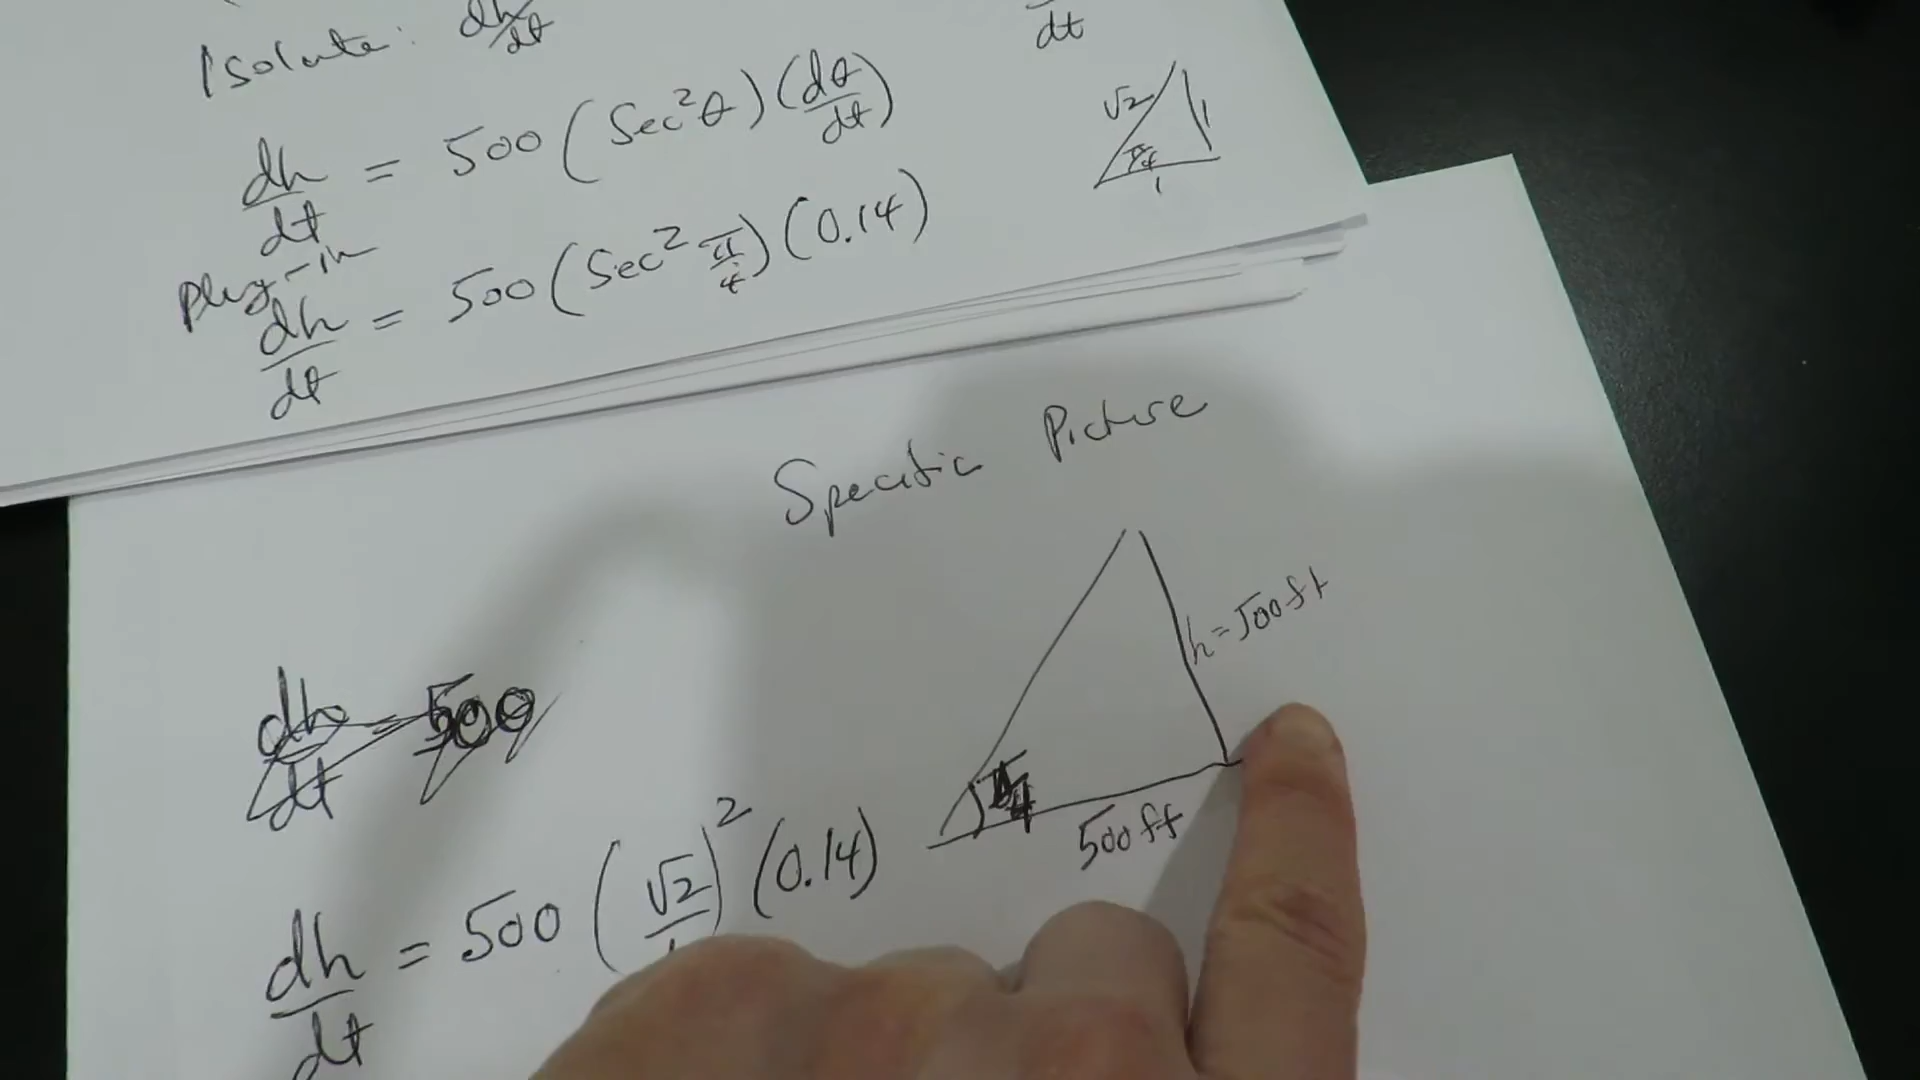 Isolate: dh/dt
dt
dh/dt = 500 (Sec²θ) (dθ/dt)
√2
1
π/4
1
Plug-in
dh/dt = 500 (Sec² π/4) (0.14)
Specific Picture
h = 500 ft
π/4
500 ft
dh/dt = 500
dh/dt = 500 (√2/1)² (0.14)